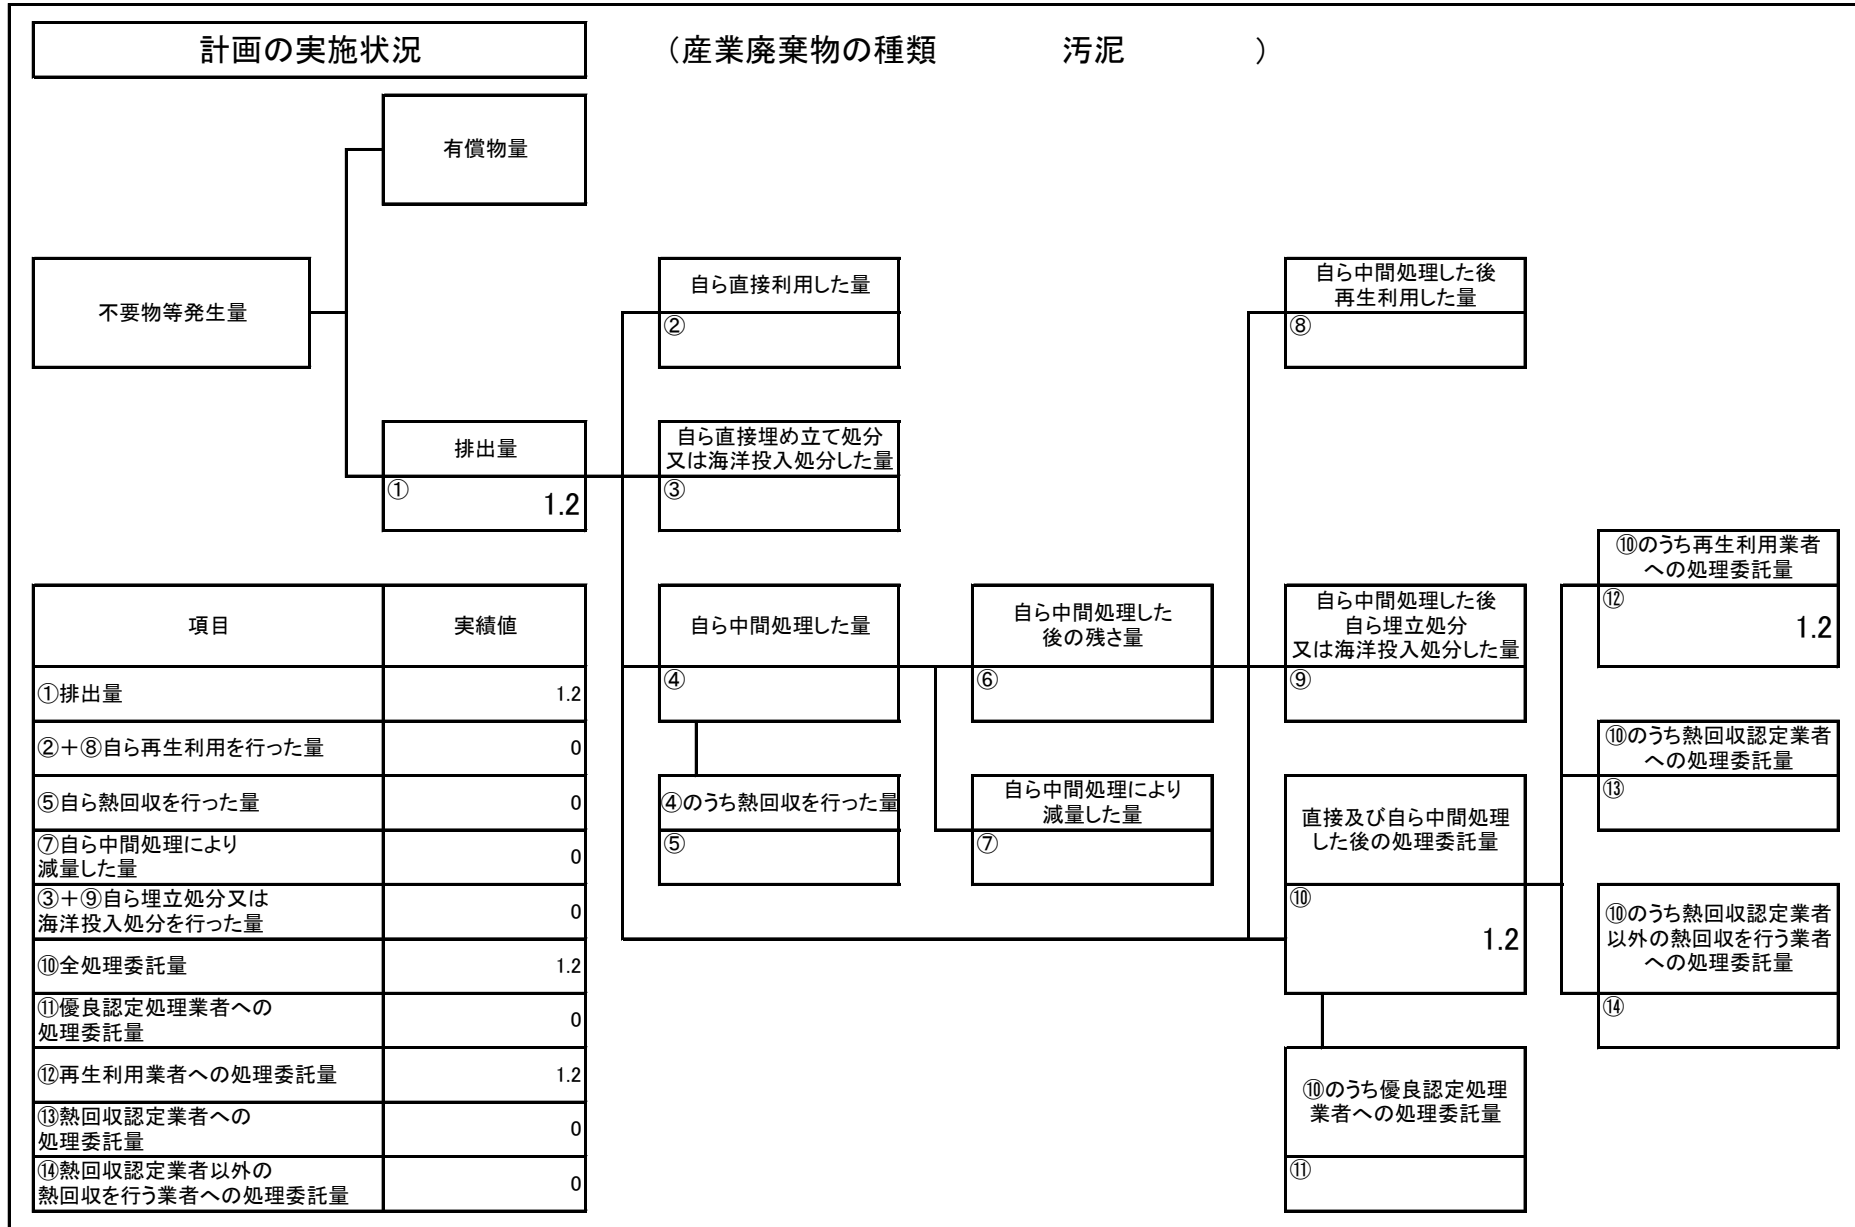 計画の実施状況
（産業廃棄物の種類　汚泥　）
有償物量
不要物等発生量
自ら直接利用した量
②
自ら中間処理した後
再生利用した量
⑧
排出量
①
1.2
自ら直接埋め立て処分
又は海洋投入処分した量
③
⑩のうち再生利用業者
への処理委託量
⑫
1.2
自ら中間処理した量
④
自ら中間処理した
後の残さ量
⑥
自ら中間処理した後
自ら埋立処分
又は海洋投入処分した量
⑨
⑩のうち熱回収認定業者
への処理委託量
⑬
④のうち熱回収を行った量
⑤
自ら中間処理により
減量した量
⑦
直接及び自ら中間処理
した後の処理委託量
⑩
1.2
⑩のうち熱回収認定業者
以外の熱回収を行う業者
への処理委託量
⑭
⑩のうち優良認定処理
業者への処理委託量
⑪
項目 実績値
①排出量 1.2
②＋⑧自ら再生利用を行った量 0
⑤自ら熱回収を行った量 0
⑦自ら中間処理により
減量した量 0
③＋⑨自ら埋立処分又は
海洋投入処分を行った量 0
⑩全処理委託量 1.2
⑪優良認定処理業者への
処理委託量 0
⑫再生利用業者への処理委託量 1.2
⑬熱回収認定業者への
処理委託量 0
⑭熱回収認定業者以外の
熱回収を行う業者への処理委託量 0